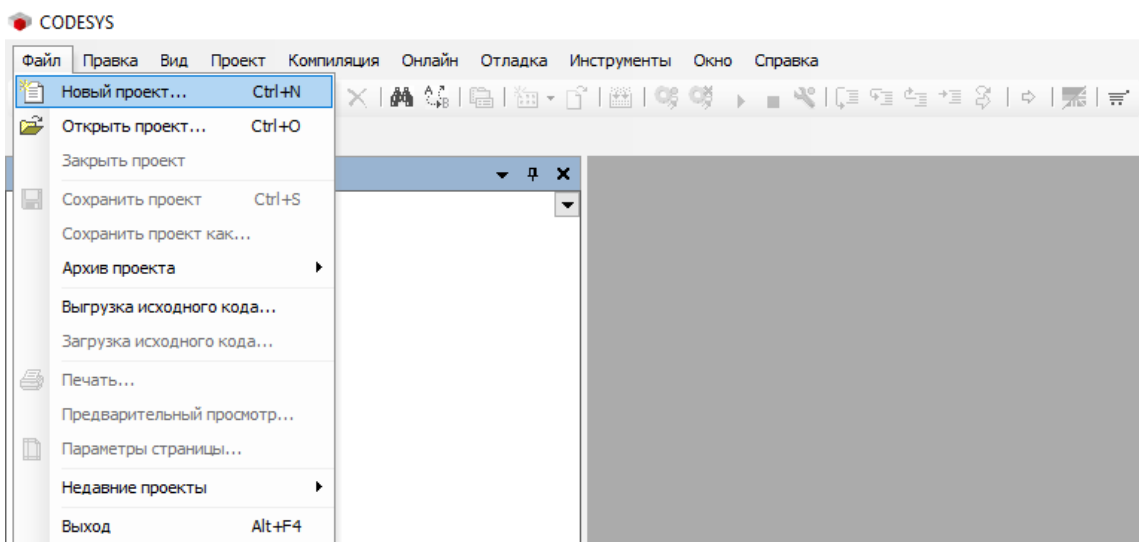 CODESYS
Файл Правка Вид Проект Компиляция Онлайн Отладка Инструменты Окно Справка
Новый проект... Ctrl+N
Открыть проект... Ctrl+O
Закрыть проект
Сохранить проект Ctrl+S
Сохранить проект как...
Архив проекта
Выгрузка исходного кода...
Загрузка исходного кода...
Печать...
Предварительный просмотр...
Параметры страницы...
Недавние проекты
Выход Alt+F4